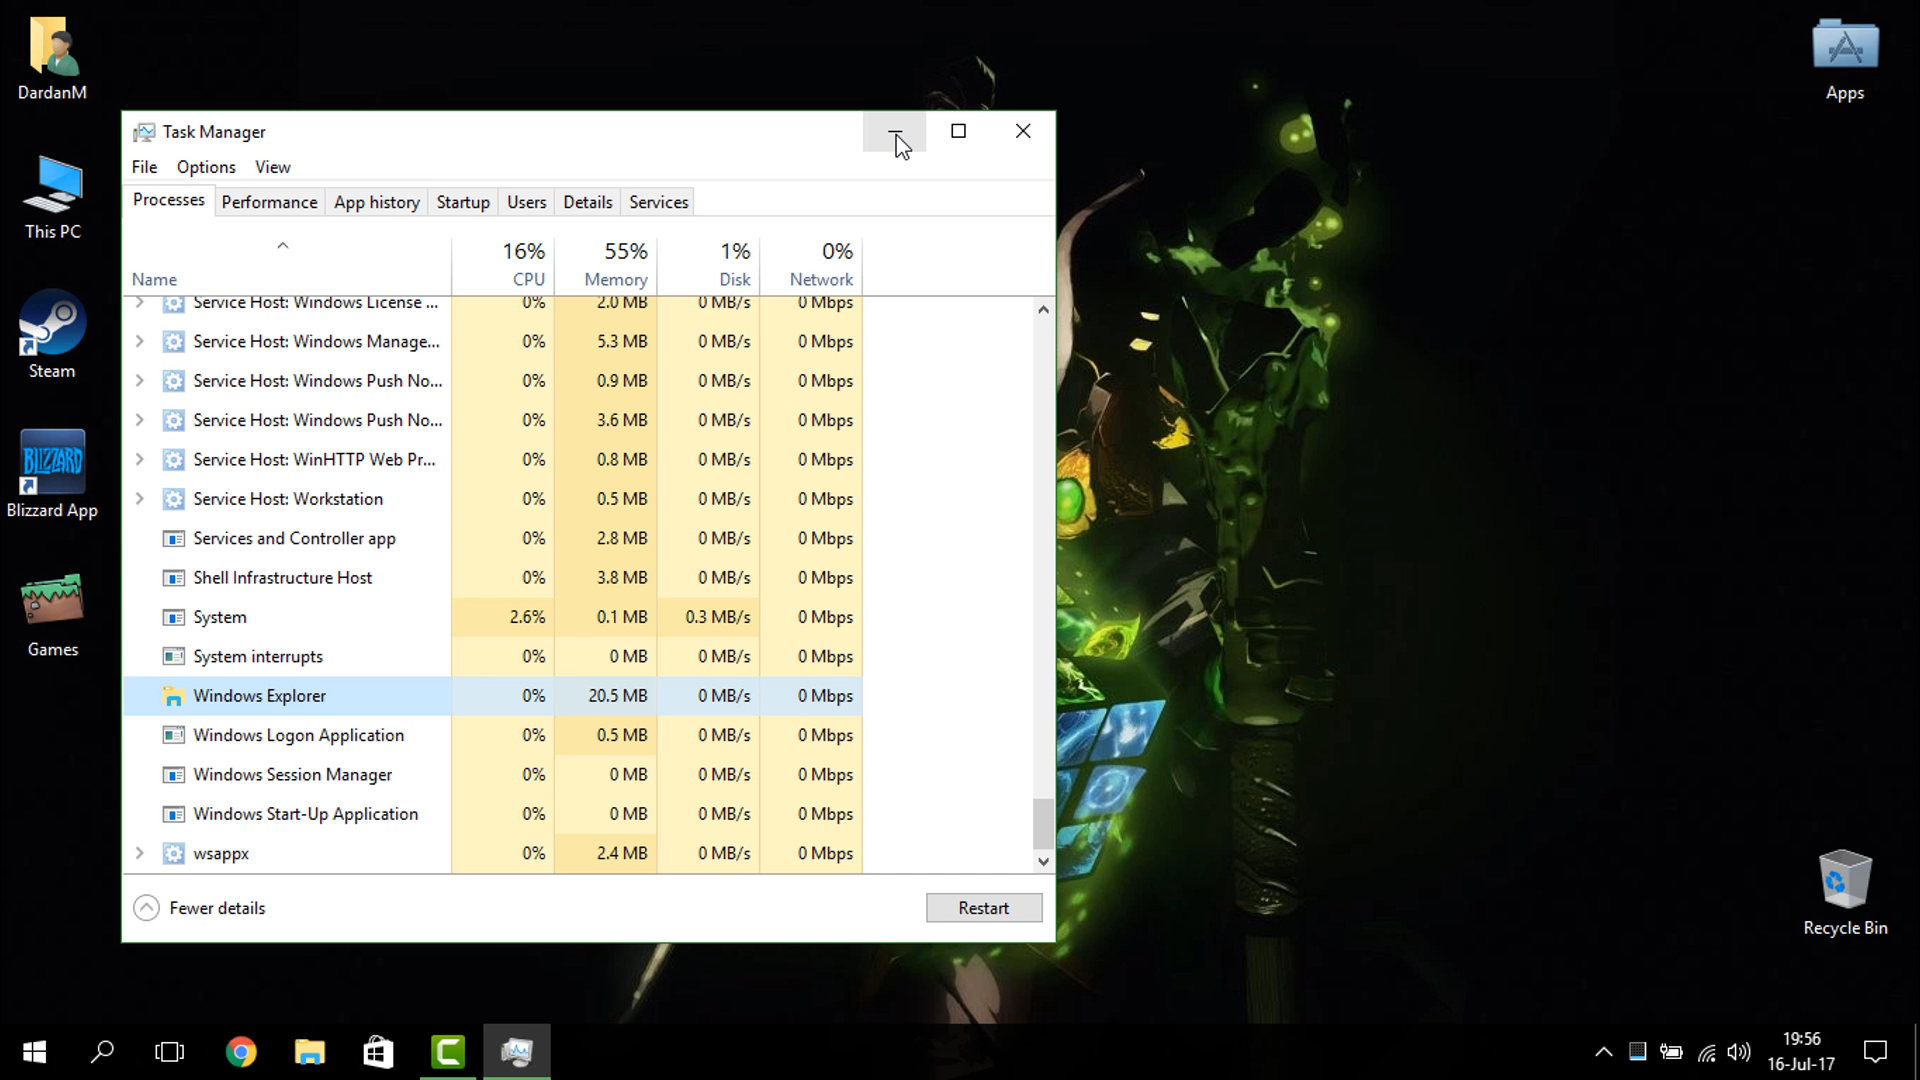 DardanM
This PC
Steam
BLIZZARD
Blizzard App
Games
Apps
Recycle Bin
Task Manager
File Options View
Processes Performance App history Startup Users Details Services
16% 55% 1% 0%
Name CPU Memory Disk Network
Service Host: Windows License ... 0% 2.0 MB 0 MB/s 0 Mbps
Service Host: Windows Manage... 0% 5.3 MB 0 MB/s 0 Mbps
Service Host: Windows Push No... 0% 0.9 MB 0 MB/s 0 Mbps
Service Host: Windows Push No... 0% 3.6 MB 0 MB/s 0 Mbps
Service Host: WinHTTP Web Pr... 0% 0.8 MB 0 MB/s 0 Mbps
Service Host: Workstation 0% 0.5 MB 0 MB/s 0 Mbps
Services and Controller app 0% 2.8 MB 0 MB/s 0 Mbps
Shell Infrastructure Host 0% 3.8 MB 0 MB/s 0 Mbps
System 2.6% 0.1 MB 0.3 MB/s 0 Mbps
System interrupts 0% 0 MB 0 MB/s 0 Mbps
Windows Explorer 0% 20.5 MB 0 MB/s 0 Mbps
Windows Logon Application 0% 0.5 MB 0 MB/s 0 Mbps
Windows Session Manager 0% 0 MB 0 MB/s 0 Mbps
Windows Start-Up Application 0% 0 MB 0 MB/s 0 Mbps
wsappx 0% 2.4 MB 0 MB/s 0 Mbps
Fewer details Restart
19:56
16-Jul-17